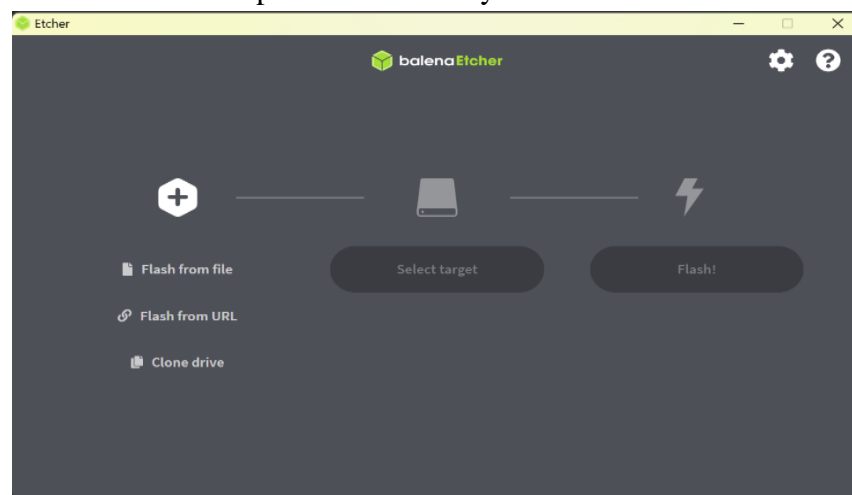 Etcher
balenaEtcher
Flash from file
Select target
Flash!
Flash from URL
Clone drive